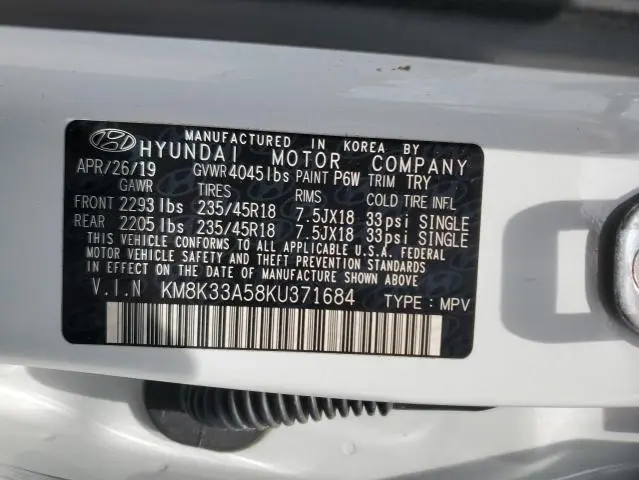 MANUFACTURED IN KOREA BY
HYUNDAI MOTOR COMPANY
APR/26/19 GVWR 4045lbs PAINT P6W TRIM TRY
GAWR TIRES RIMS COLD TIRE INFL
FRONT 2293 lbs 235/45R18 7.5JX18 33psi SINGLE
REAR 2205 lbs 235/45R18 7.5JX18 33psi SINGLE
THIS VEHICLE CONFORMS TO ALL APPLICABLE U.S.A. FEDERAL
MOTOR VEHICLE SAFETY AND THEFT PREVENTION STANDARDS
IN EFFECT ON THE DATE OF MANUFACTURE SHOWN ABOVE.
V.I.N KM8K33A58KU371684 TYPE : MPV